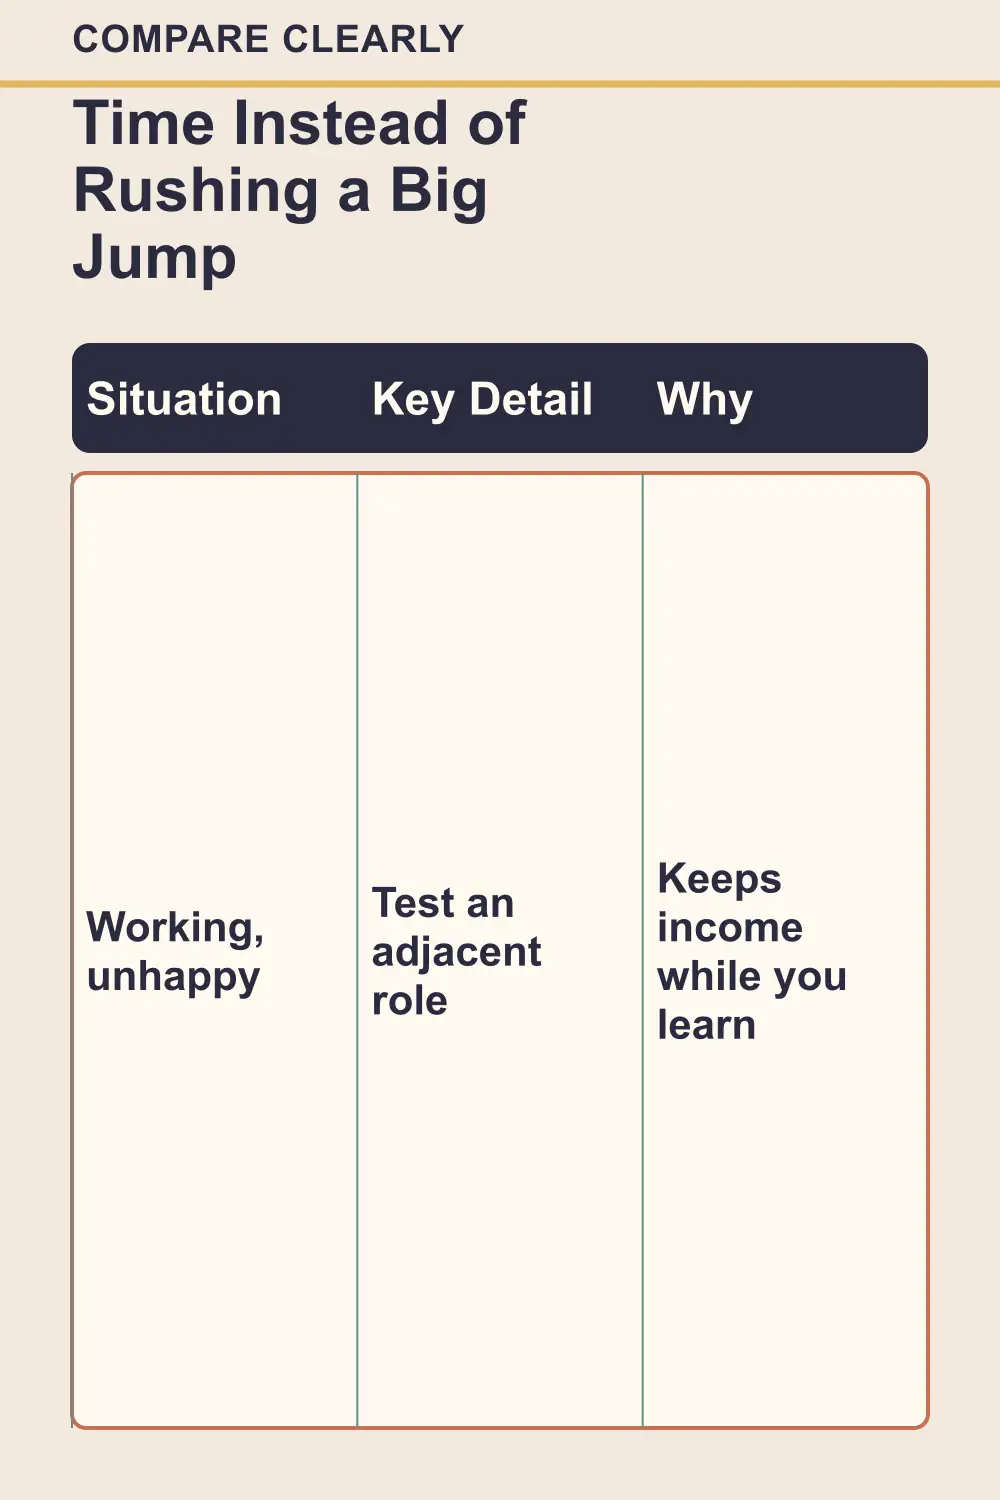 COMPARE CLEARLY
Time Instead of
Rushing a Big
Jump
Situation
Key Detail
Why
Working,
unhappy
Test an
adjacent
role
Keeps
income
while you
learn